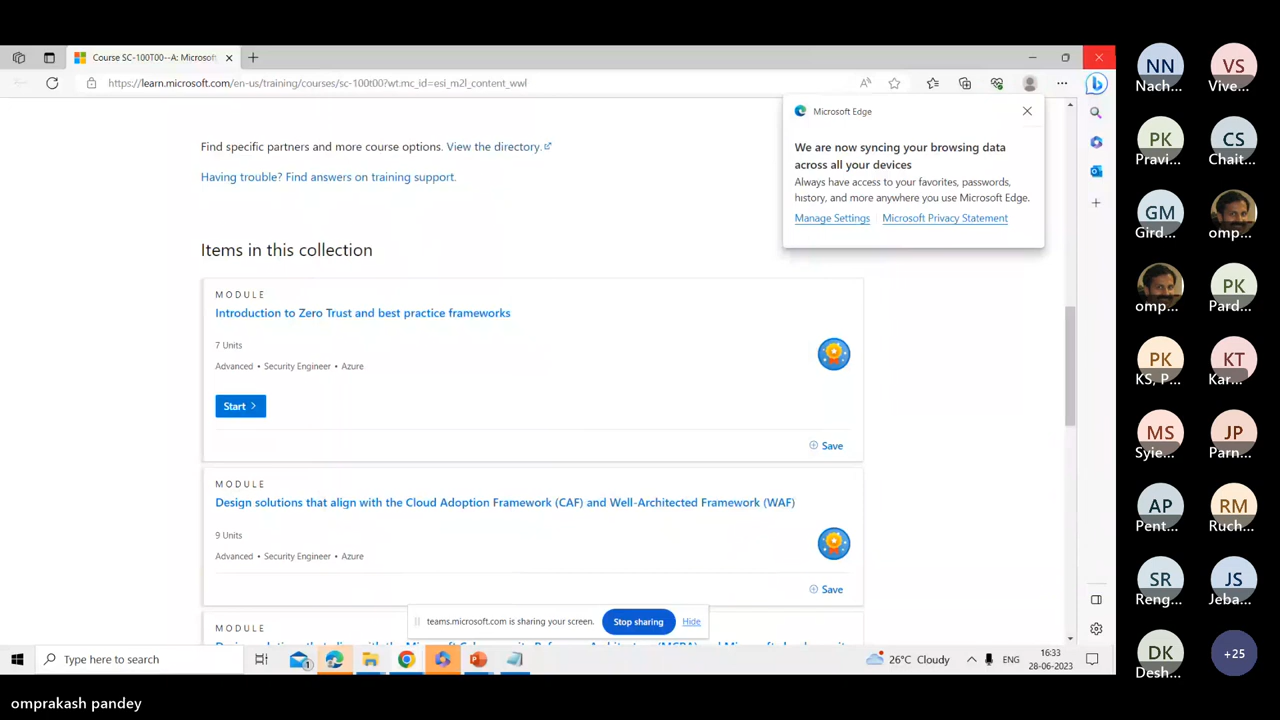 Course SC-100T00--A: Microsoft
https://learn.microsoft.com/en-us/training/courses/sc-100t00?wt.mc_id=esi_m2l_content_wwl
Find specific partners and more course options. View the directory.
Having trouble? Find answers on training support.
Microsoft Edge
We are now syncing your browsing data
across all your devices
Always have access to your favorites, passwords,
history, and more anywhere you use Microsoft Edge.
Manage Settings
Microsoft Privacy Statement
Items in this collection
MODULE
Introduction to Zero Trust and best practice frameworks
7 Units
Advanced • Security Engineer • Azure
Start
Save
MODULE
Design solutions that align with the Cloud Adoption Framework (CAF) and Well-Architected Framework (WAF)
9 Units
Advanced • Security Engineer • Azure
Save
MODULE
teams.microsoft.com is sharing your screen.
Stop sharing
Hide
Type here to search
1
26°C Cloudy
ENG
16:33
28-06-2023
NN
Nach...
VS
Vive...
PK
Pravi...
CS
Chait...
GM
Gird...
omp...
omp...
PK
Pard...
PK
KS, P...
KT
Kar...
MS
Syie...
JP
Parn...
AP
Pent...
RM
Ruch...
SR
Reng...
JS
Jeba...
DK
Desh...
+25
omprakash pandey